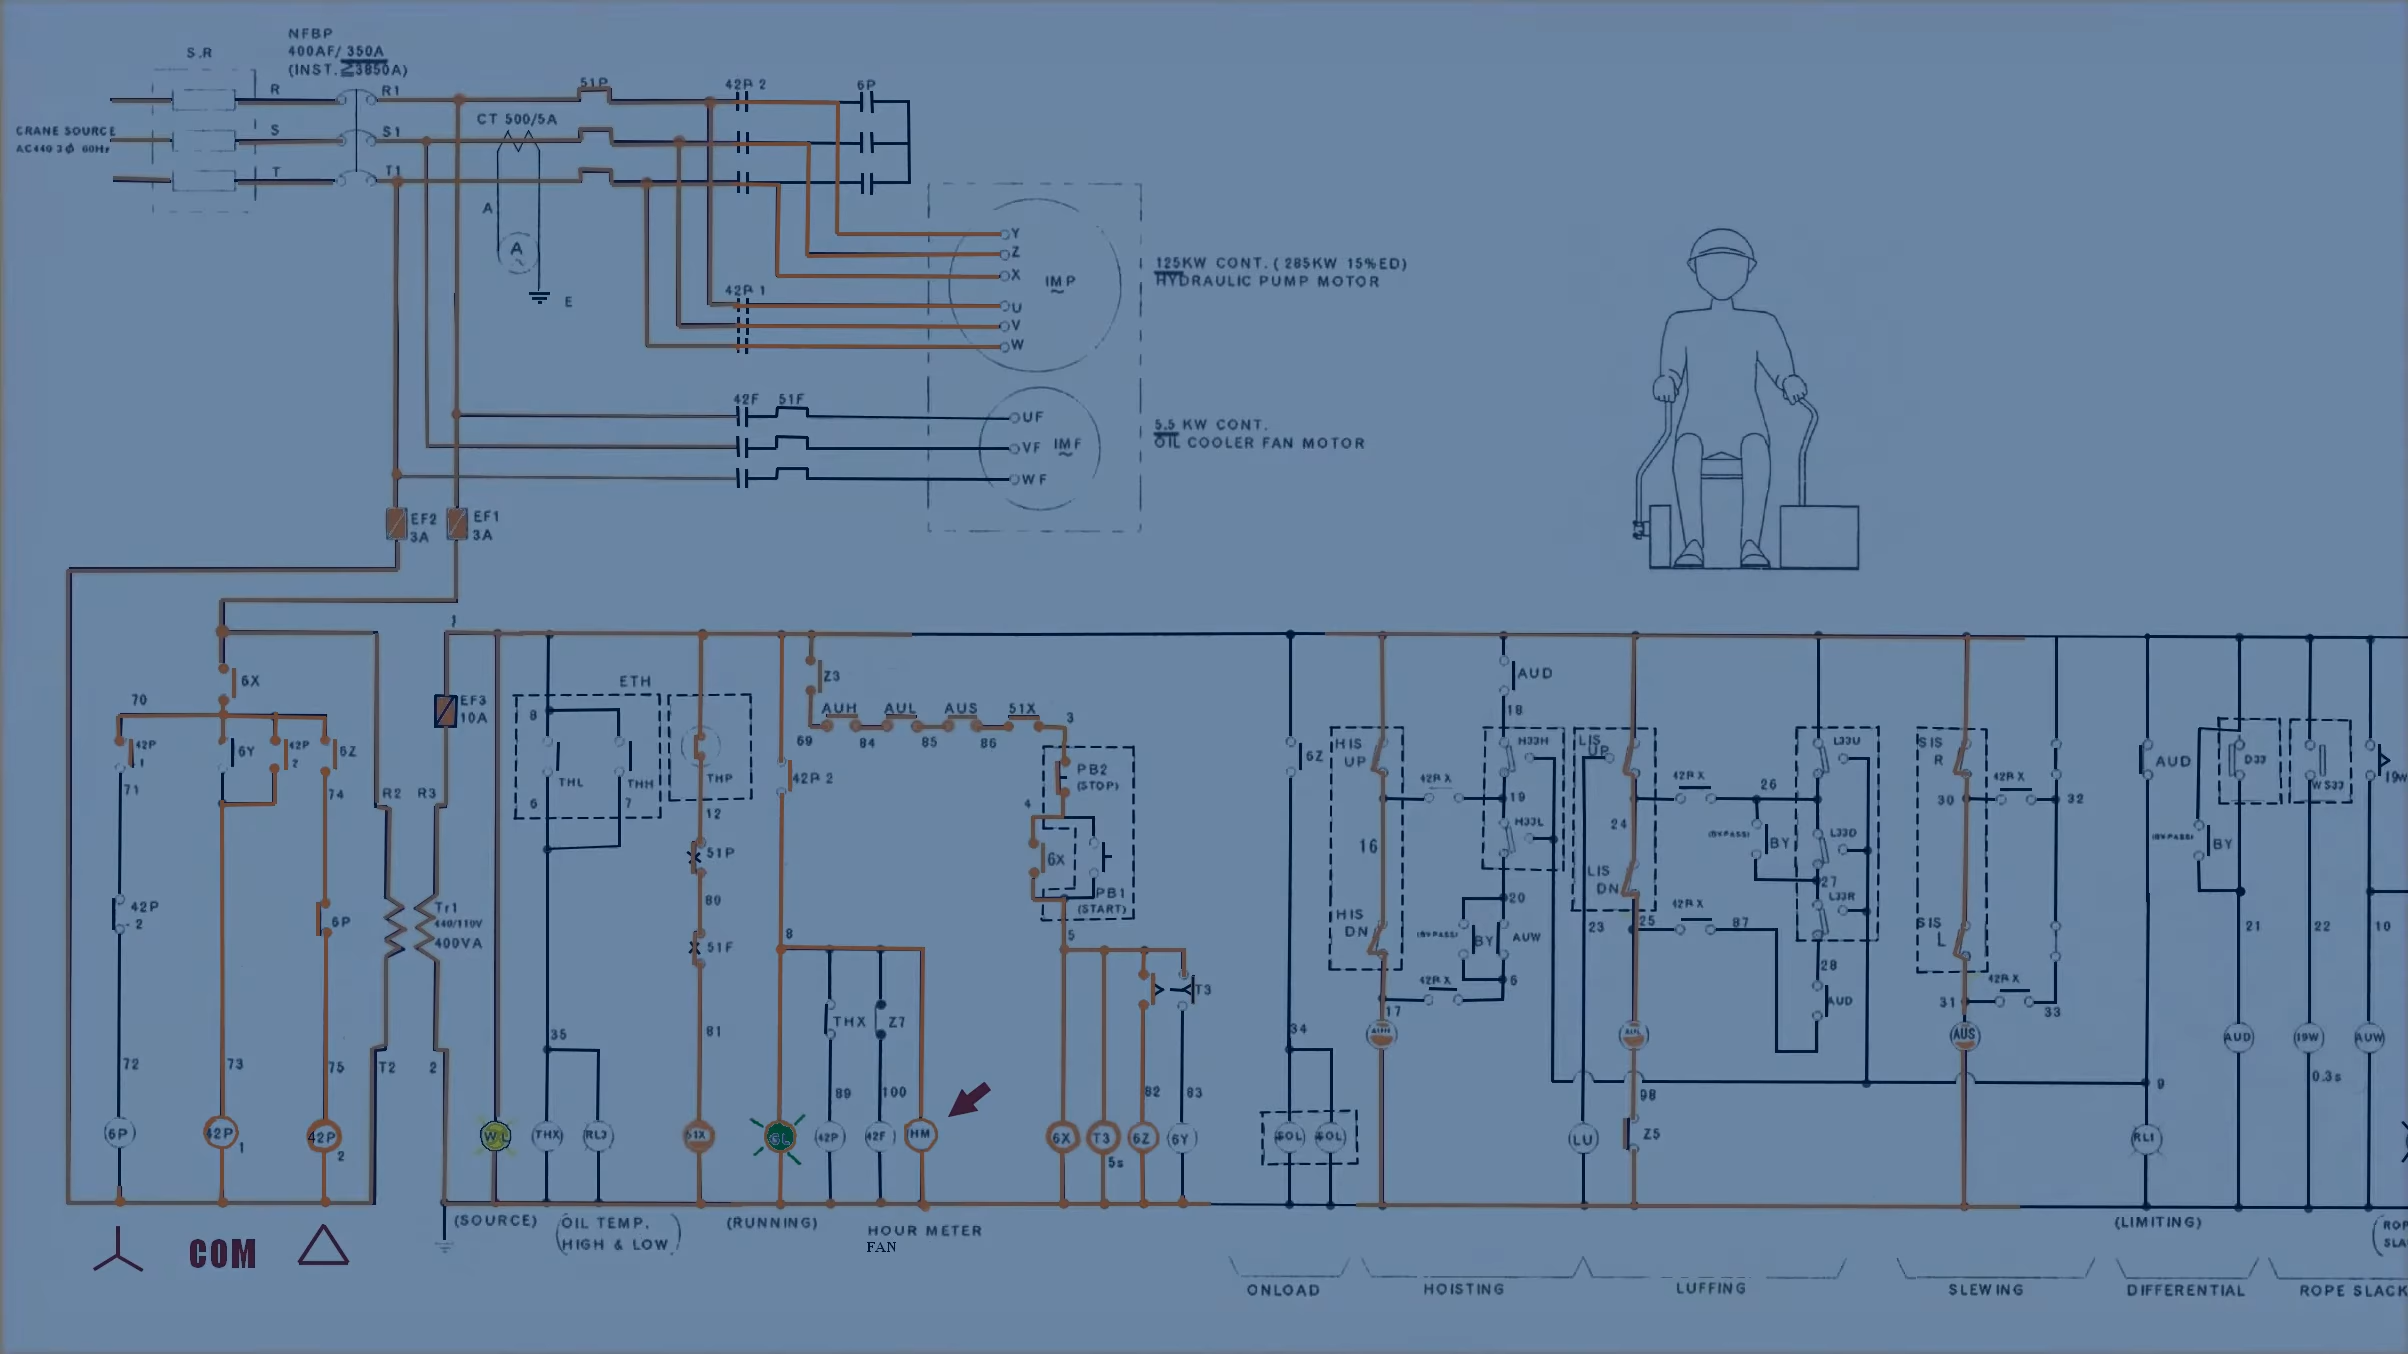 NFBP
S.R
400AF/ 350A
(INST.≧3850A)
R
R1
51P
42P 2
6P
CT 500/5A
CRANE SOURCE
AC440 3ϕ 60Hz
S
S1
T
T1
A
A
E
42P 1
Y
Z
X
IMP
U
V
W
125KW CONT. ( 285KW 15%ED)
HYDRAULIC PUMP MOTOR
42F
51F
UF
VF
IMF
WF
5.5 KW CONT.
OIL COOLER FAN MOTOR
EF2
3A
EF1
3A
1
6X
70
42P
1
6Y
42P
2
6Z
71
74
42P
2
6P
72
73
75
6P
42P
1
42P
2
COM
R2
R3
EF3
10A
Tr1
440/110V
400VA
T2
2
ETH
8
THL
THH
6
7
THP
12
51P
80
51F
81
35
WL
THX
RL3
51X
(SOURCE)
OIL TEMP.
HIGH & LOW
42P 2
8
THX
Z7
89
100
GL
42P
42F
HM
(RUNNING)
HOUR METER
FAN
Z3
AUH
AUL
AUS
51X
3
69
84
85
86
PB2
(STOP)
4
6X
PB1
(START)
5
T3
82
83
6X
T3
5s
6Z
6Y
6Z
34
SOL
SOL
ONLOAD
HIS
UP
16
HIS
DN
17
AUH
42P X
42P X
AUD
18
H33H
19
H33L
20
(BYPASS)
BY
AUW
6
HOISTING
LIS
UP
24
LIS
DN
25
23
AUL
98
Z5
LU
42P X
42P X
87
26
(BYPASS)
BY
L33U
L33D
27
L33R
28
AUD
LUFFING
SIS
R
30
SIS
L
31
AUS
42P X
32
42P X
33
SLEWING
AUD
9
RL1
(LIMITING)
D33
(BYPASS)
BY
21
AUD
DIFFERENTIAL
WS33
22
19W
0.3s
19W
10
AUW
ROPE SLACK